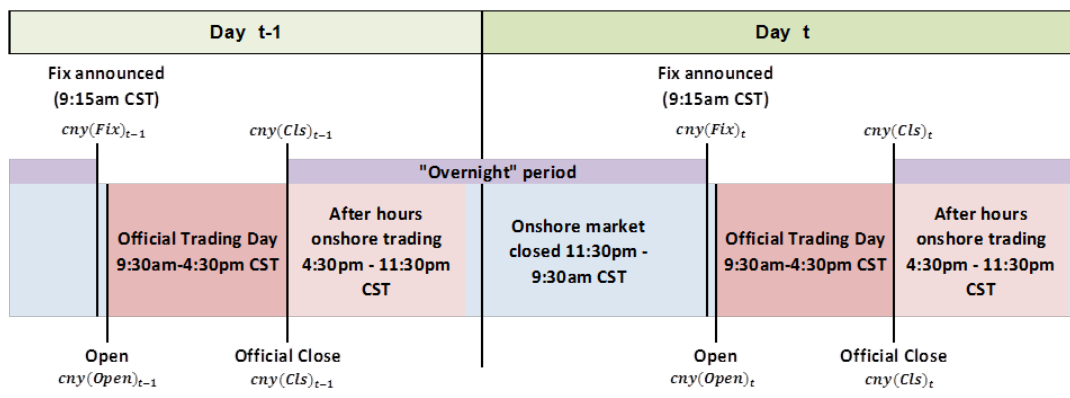 Day t-1
Day t
Fix announced
(9:15am CST)
cny(Fix)t−1
cny(Cls)t−1
Fix announced
(9:15am CST)
cny(Fix)t
cny(Cls)t
"Overnight" period
Official Trading Day
9:30am-4:30pm CST
After hours
onshore trading
4:30pm - 11:30pm
CST
Onshore market
closed 11:30pm -
9:30am CST
Official Trading Day
9:30am-4:30pm CST
After hours
onshore trading
4:30pm - 11:30pm
CST
Open
cny(Open)t−1
Official Close
cny(Cls)t−1
Open
cny(Open)t
Official Close
cny(Cls)t